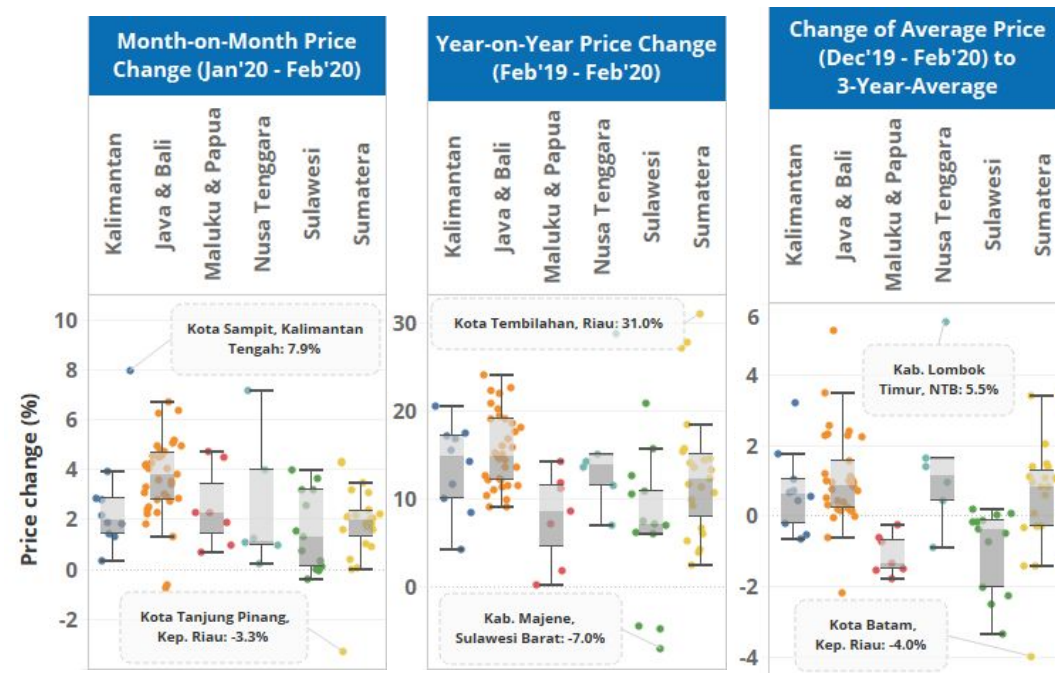 Month-on-Month Price
Change (Jan'20 - Feb'20)
Kalimantan
Java & Bali
Maluku & Papua
Nusa Tenggara
Sulawesi
Sumatera
Price change (%)
10
8
6
4
2
0
-2
Kota Sampit, Kalimantan
Tengah: 7.9%
Kota Tanjung Pinang,
Kep. Riau: -3.3%
Year-on-Year Price Change
(Feb'19 - Feb'20)
Kalimantan
Java & Bali
Maluku & Papua
Nusa Tenggara
Sulawesi
Sumatera
30
20
10
0
Kota Tembilahan, Riau: 31.0%
Kab. Majene,
Sulawesi Barat: -7.0%
Change of Average Price
(Dec'19 - Feb'20) to
3-Year-Average
Kalimantan
Java & Bali
Maluku & Papua
Nusa Tenggara
Sulawesi
Sumatera
6
4
2
0
-2
-4
Kab. Lombok
Timur, NTB: 5.5%
Kota Batam,
Kep. Riau: -4.0%